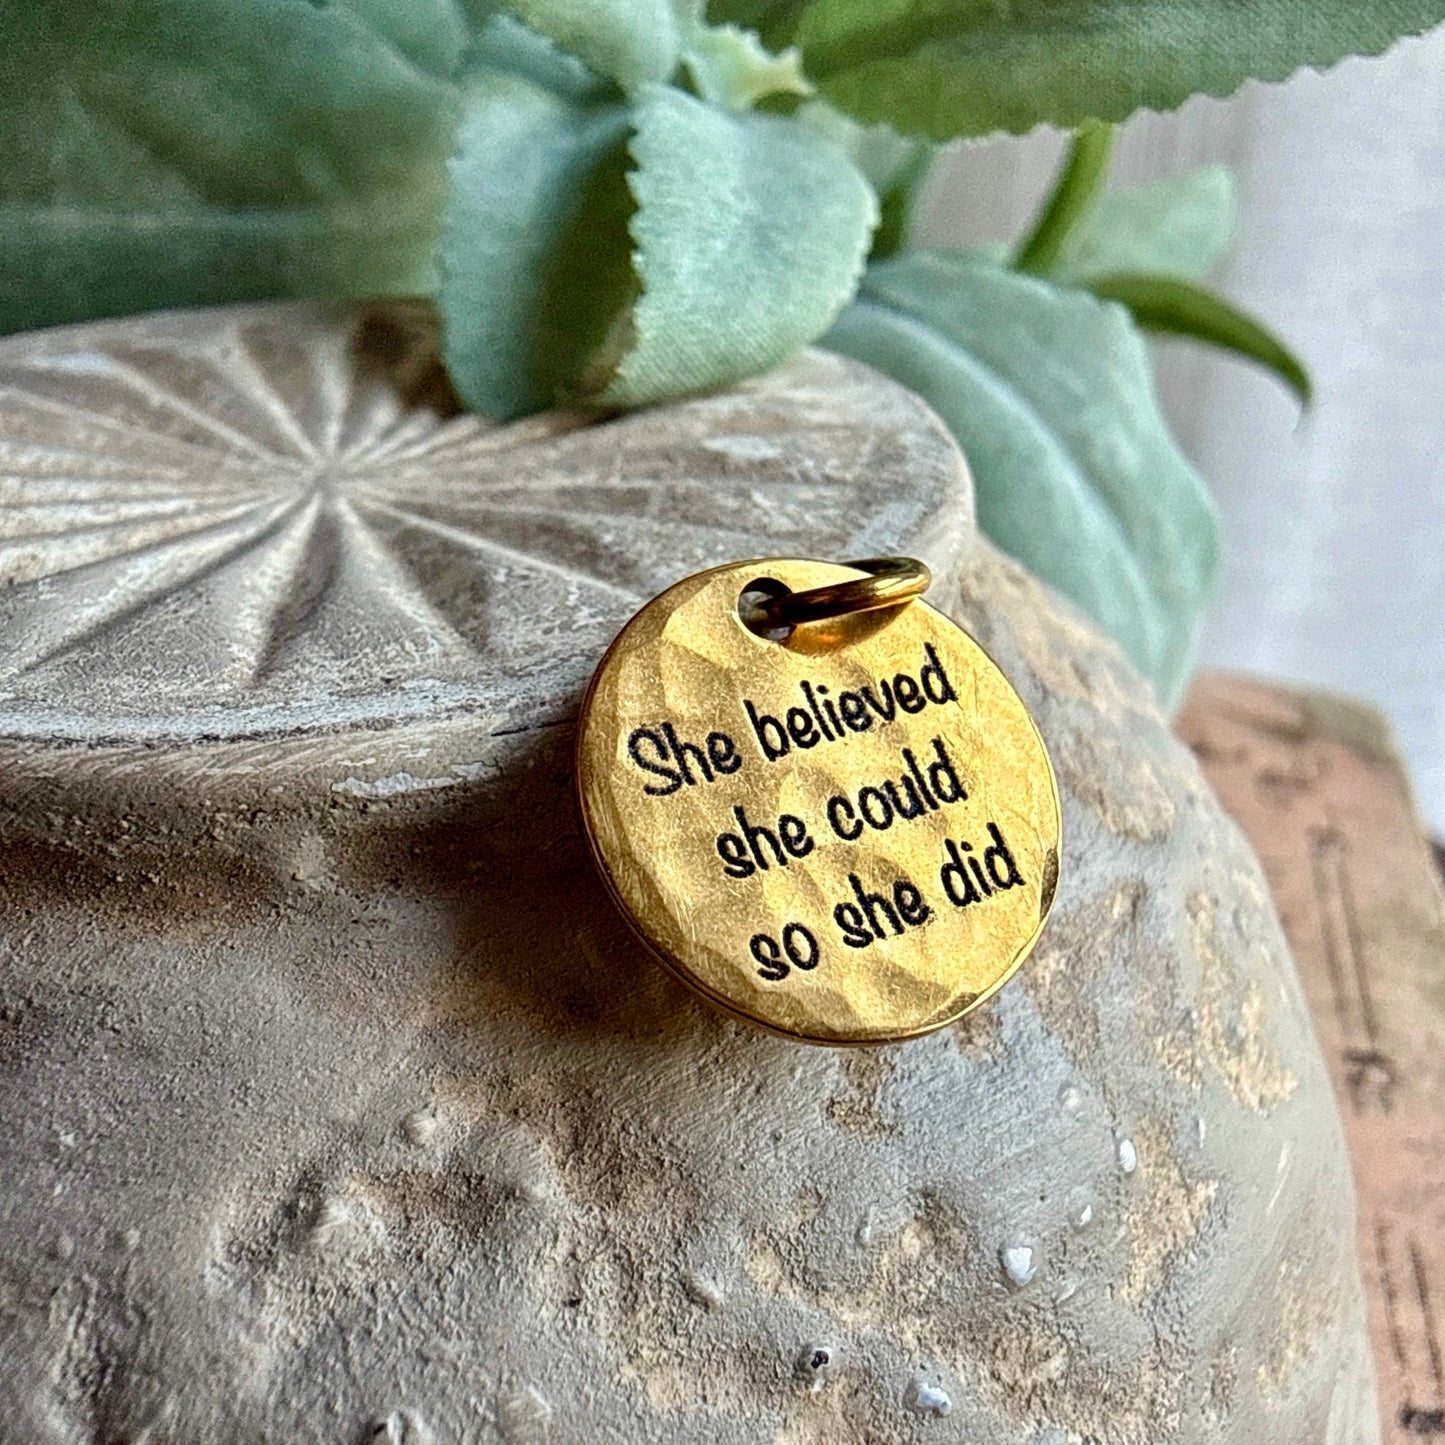 She believed
she could
so she did